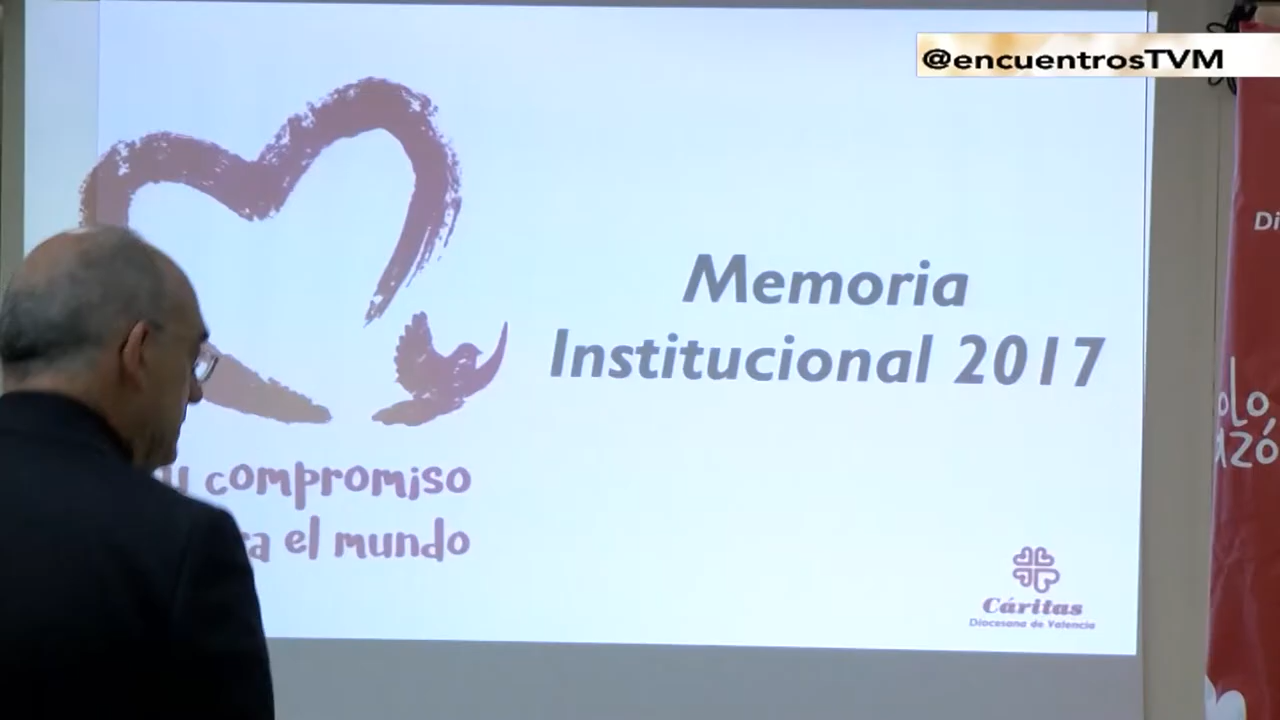 @encuentrosTVM
Memoria
Institucional 2017
compromiso
el mundo
Cáritas
Diocesana de Valencia